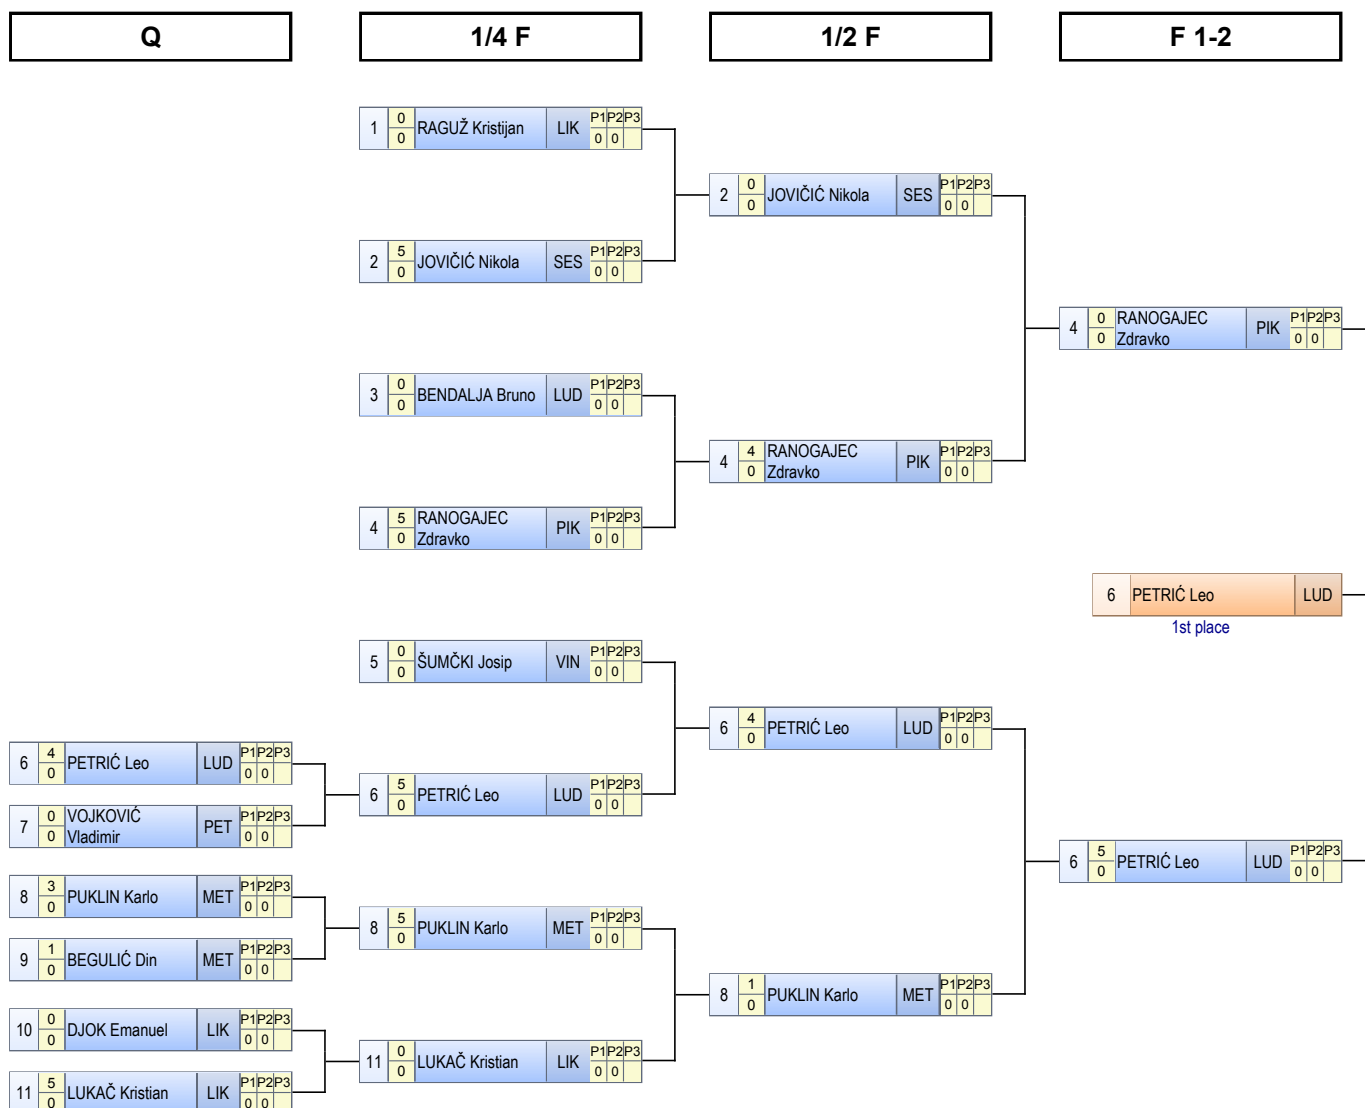 Q 1/4 F 1/2 F F 1-2
1 0 RAGUŽ Kristijan LIK P1 P2 P3
0 0 0
2 0 JOVIČIĆ Nikola SES P1 P2 P3
0 0 0
2 5 JOVIČIĆ Nikola SES P1 P2 P3
0 0 0
4 0 RANOGAJEC Zdravko PIK P1 P2 P3
0 0 0
3 0 BENDALJA Bruno LUD P1 P2 P3
0 0 0
4 4 RANOGAJEC Zdravko PIK P1 P2 P3
0 0 0
4 5 RANOGAJEC Zdravko PIK P1 P2 P3
0 0 0
6 PETRIĆ Leo LUD
1st place
5 0 ŠUMČKI Josip VIN P1 P2 P3
0 0 0
6 4 PETRIĆ Leo LUD P1 P2 P3
0 0 0
6 4 PETRIĆ Leo LUD P1 P2 P3
0 0 0
6 5 PETRIĆ Leo LUD P1 P2 P3
0 0 0
7 0 VOJKOVIĆ Vladimir PET P1 P2 P3
0 0 0
6 5 PETRIĆ Leo LUD P1 P2 P3
0 0 0
8 3 PUKLIN Karlo MET P1 P2 P3
0 0 0
8 5 PUKLIN Karlo MET P1 P2 P3
0 0 0
9 1 BEGULIĆ Din MET P1 P2 P3
0 0 0
8 1 PUKLIN Karlo MET P1 P2 P3
0 0 0
10 0 DJOK Emanuel LIK P1 P2 P3
0 0 0
11 0 LUKAČ Kristian LIK P1 P2 P3
0 0 0
11 5 LUKAČ Kristian LIK P1 P2 P3
0 0 0